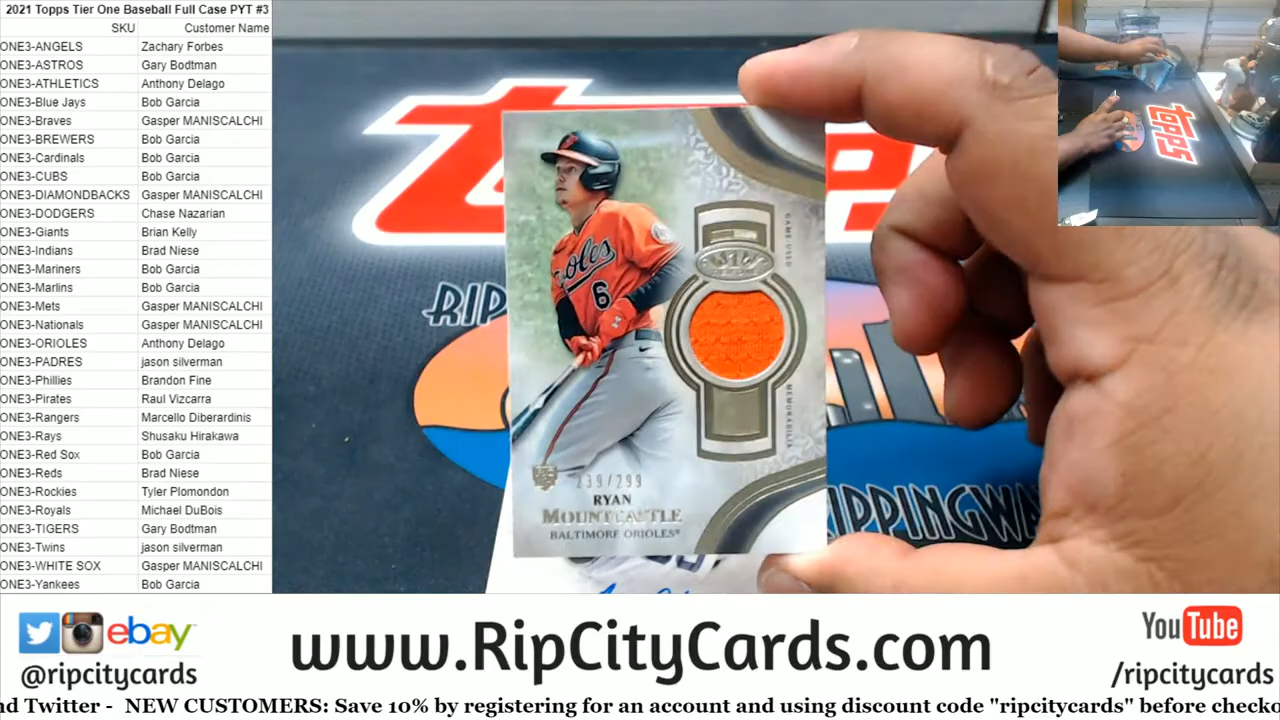 2021 Topps Tier One Baseball Full Case PYT #3
SKU Customer Name
ONE3-ANGELS Zachary Forbes
ONE3-ASTROS Gary Bodtman
ONE3-ATHLETICS Anthony Delago
ONE3-Blue Jays Bob Garcia
ONE3-Braves Gasper MANISCALCHI
ONE3-BREWERS Bob Garcia
ONE3-Cardinals Bob Garcia
ONE3-CUBS Bob Garcia
ONE3-DIAMONDBACKS Gasper MANISCALCHI
ONE3-DODGERS Chase Nazarian
ONE3-Giants Brian Kelly
ONE3-Indians Brad Niese
ONE3-Mariners Bob Garcia
ONE3-Marlins Bob Garcia
ONE3-Mets Gasper MANISCALCHI
ONE3-Nationals Gasper MANISCALCHI
ONE3-ORIOLES Anthony Delago
ONE3-PADRES jason silverman
ONE3-Phillies Brandon Fine
ONE3-Pirates Raul Vizcarra
ONE3-Rangers Marcello Diberardinis
ONE3-Rays Shusaku Hirakawa
ONE3-Red Sox Bob Garcia
ONE3-Reds Brad Niese
ONE3-Rockies Tyler Plomondon
ONE3-Royals Michael DuBois
ONE3-TIGERS Gary Bodtman
ONE3-Twins jason silverman
ONE3-WHITE SOX Gasper MANISCALCHI
ONE3-Yankees Bob Garcia
topps
RIP
oles
6
GAME-USED
MEMORABILIA
239/299
RYAN
MOUNTCASTLE
BALTIMORE ORIOLES
RIPPINGWA
ebay
@ripcitycards
www.RipCityCards.com
YouTube
/ripcitycards
nd Twitter - NEW CUSTOMERS: Save 10% by registering for an account and using discount code "ripcitycards" before checko